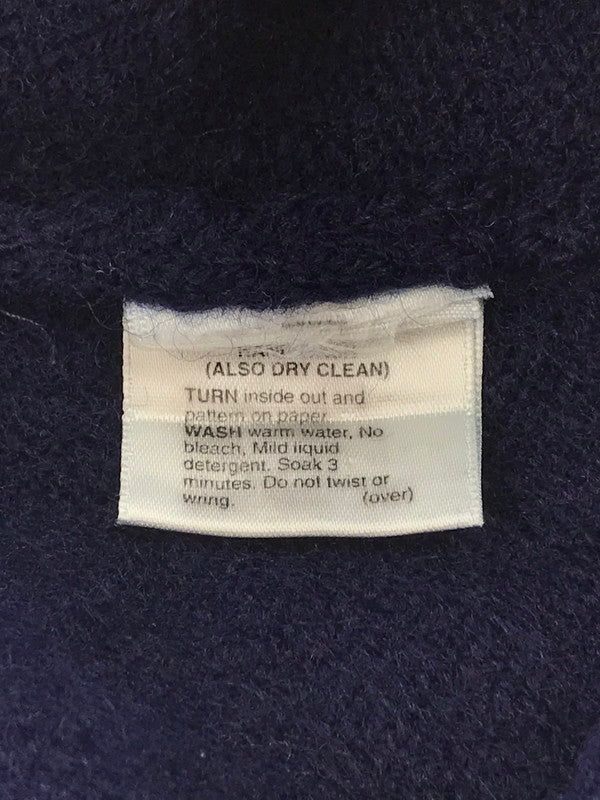 (ALSO DRY CLEAN)
TURN inside out and
pattern on paper
WASH warm water, No
bleach, Mild liquid
detergent. Soak 3
minutes. Do not twist or
wring. (over)